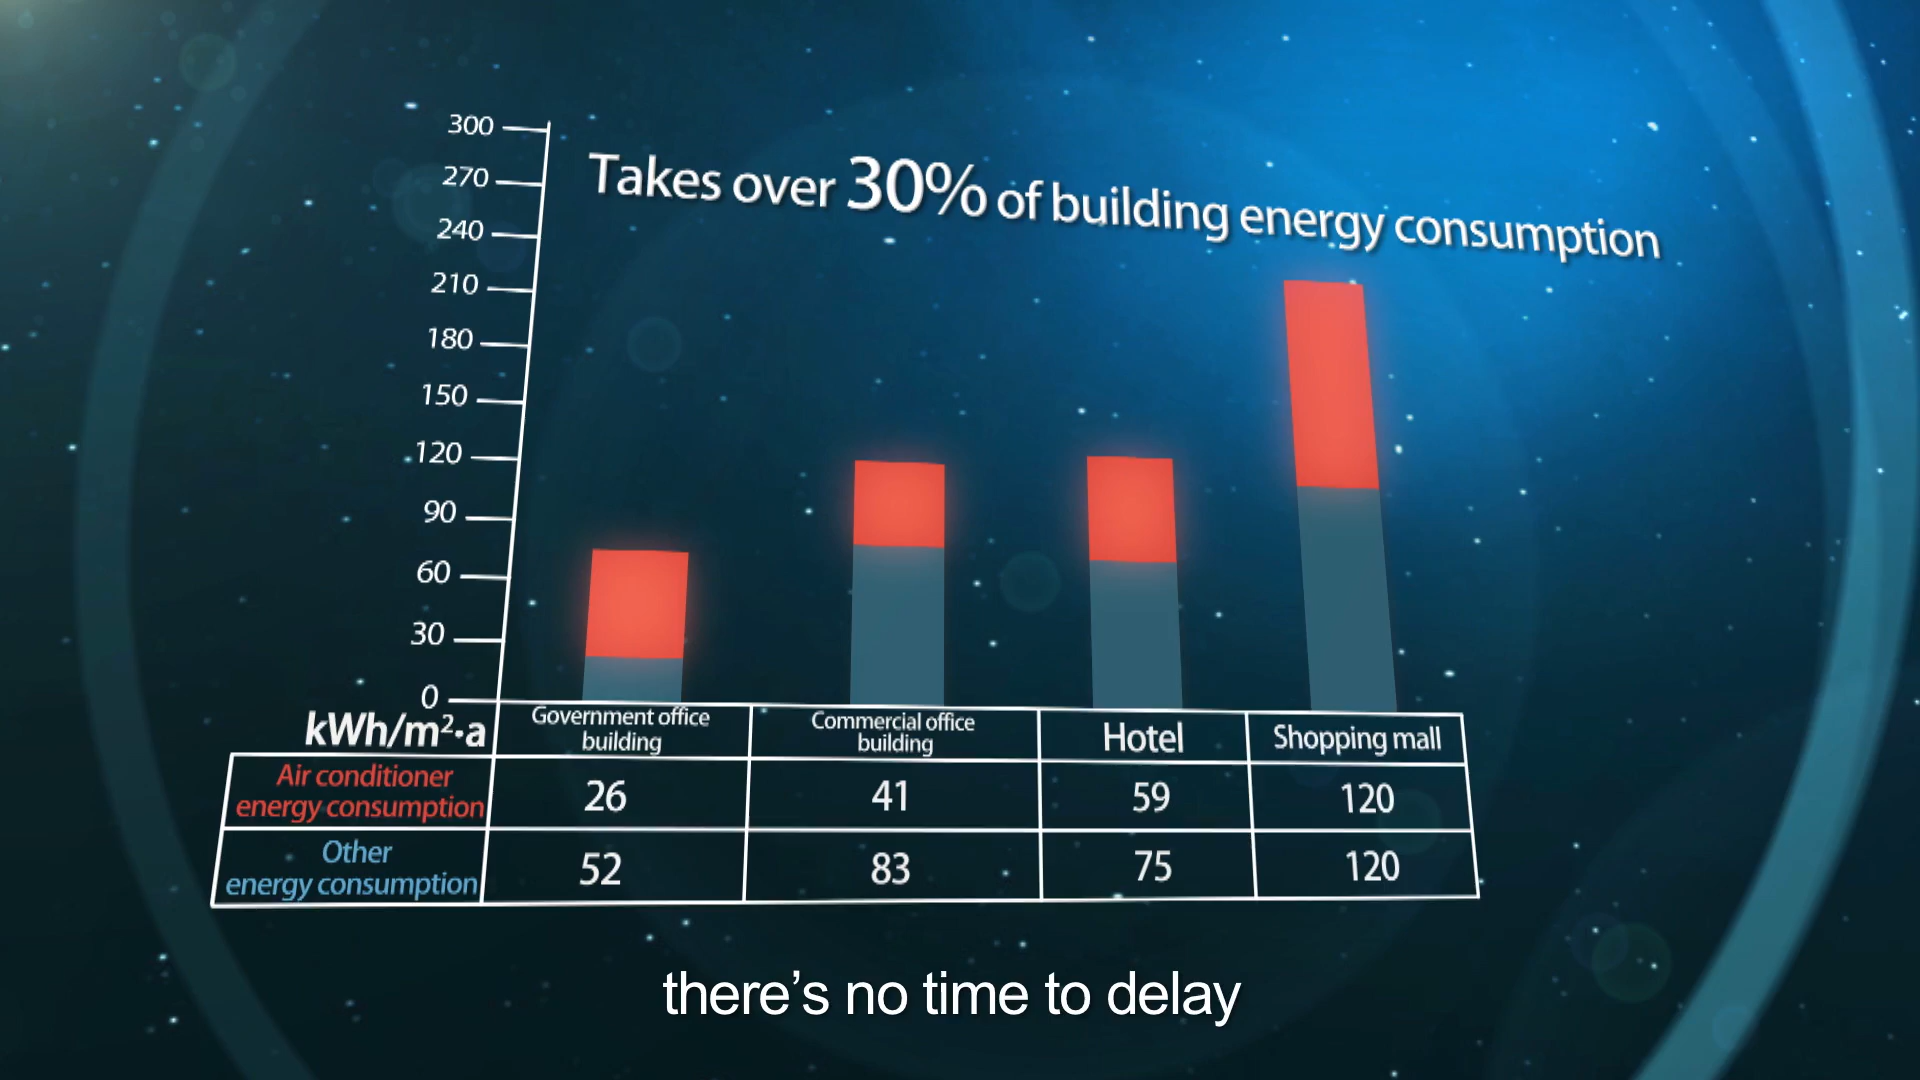 300
Takes over 30% of building energy consumption
270
240
210
180
150
120
90
60
30
0
kWh/m²·a
Government office
building
Commercial office
building
Hotel
Shopping mall
Air conditioner
energy consumption
26
41
59
120
Other
energy consumption
52
83
75
120
there's no time to delay